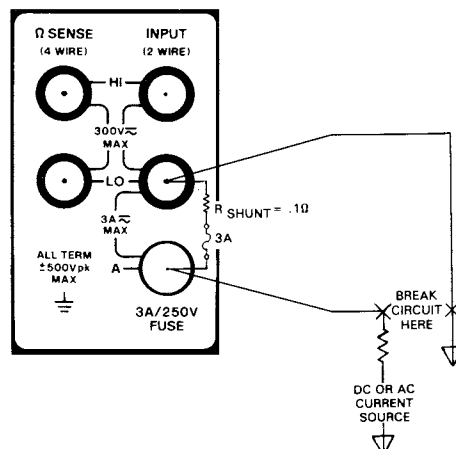 Ω SENSE
(4 WIRE)
INPUT
(2 WIRE)
HI
300V⎓
MAX
LO
3A⎓
MAX
R SHUNT = .1Ω
3A
A
ALL TERM
±500Vpk
MAX
3A/250V
FUSE
BREAK
CIRCUIT
HERE
DC OR AC
CURRENT
SOURCE